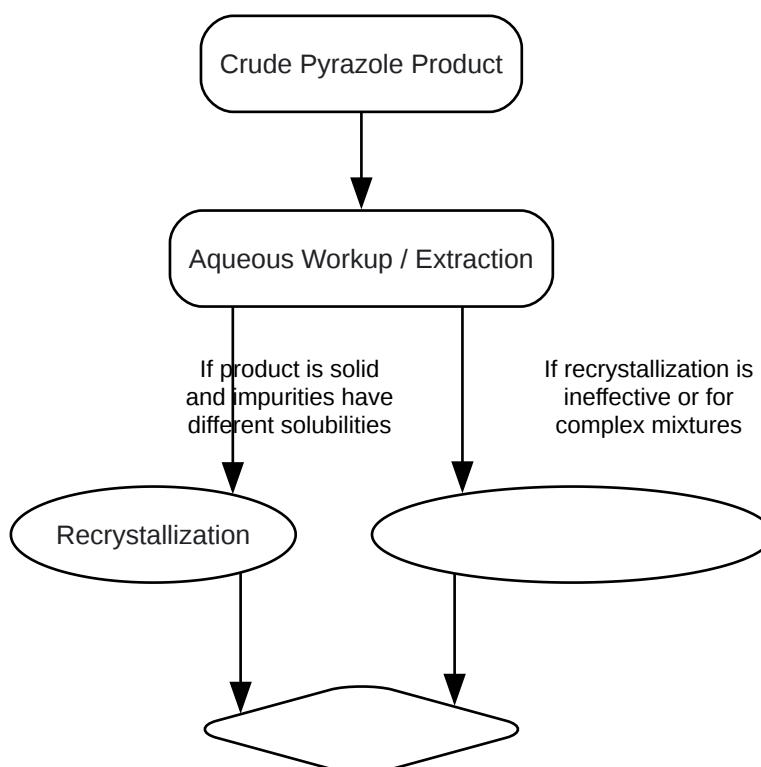 Crude Pyrazole Product
Aqueous Workup / Extraction
If product is solid
and impurities have
different solubilities
If recrystallization is
ineffective or for
complex mixtures
Recrystallization